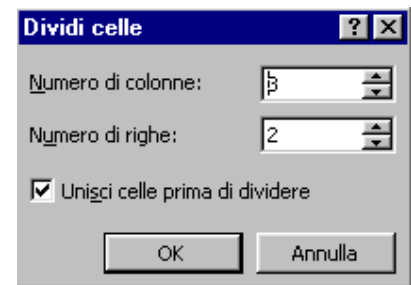 Dividi celle
Numero di colonne: 3
Numero di righe: 2
Unisci celle prima di dividere
OK Annulla